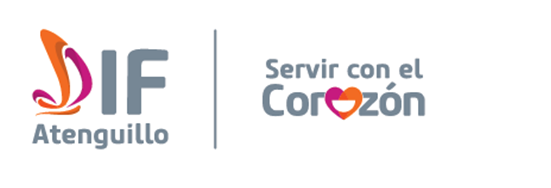 DIF
Atenguillo
Servir con el
Corazón